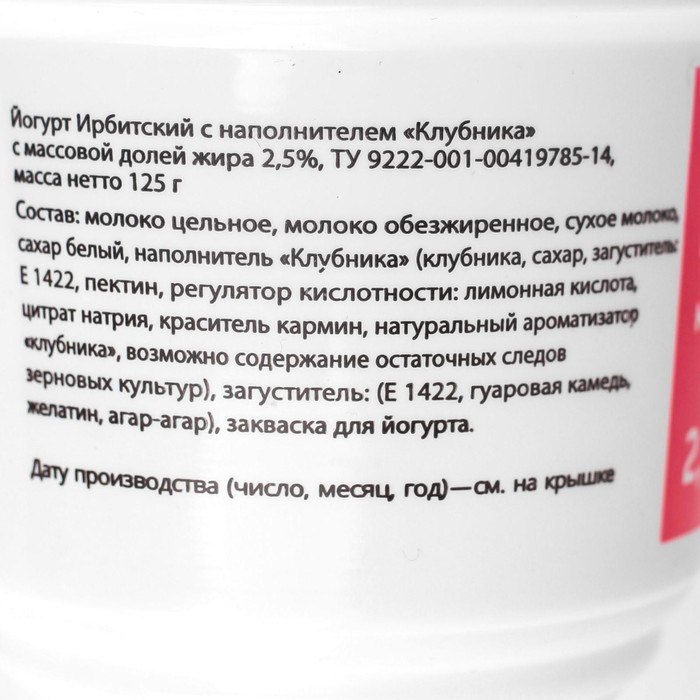 Йогурт Ирбитский с наполнителем «Клубника»
с массовой долей жира 2,5%, ТУ 9222-001-00419785-14,
масса нетто 125 г
Состав: молоко цельное, молоко обезжиренное, сухое молоко,
сахар белый, наполнитель «Клубника» (клубника, сахар, загуститель:
Е 1422, пектин, регулятор кислотности: лимонная кислота,
цитрат натрия, краситель кармин, натуральный ароматизатор
«клубника», возможно содержание остаточных следов
зерновых культур), загуститель: (Е 1422, гуаровая камедь,
желатин, агар-агар), закваска для йогурта.
Дату производства (число, месяц, год)—см. на крышке